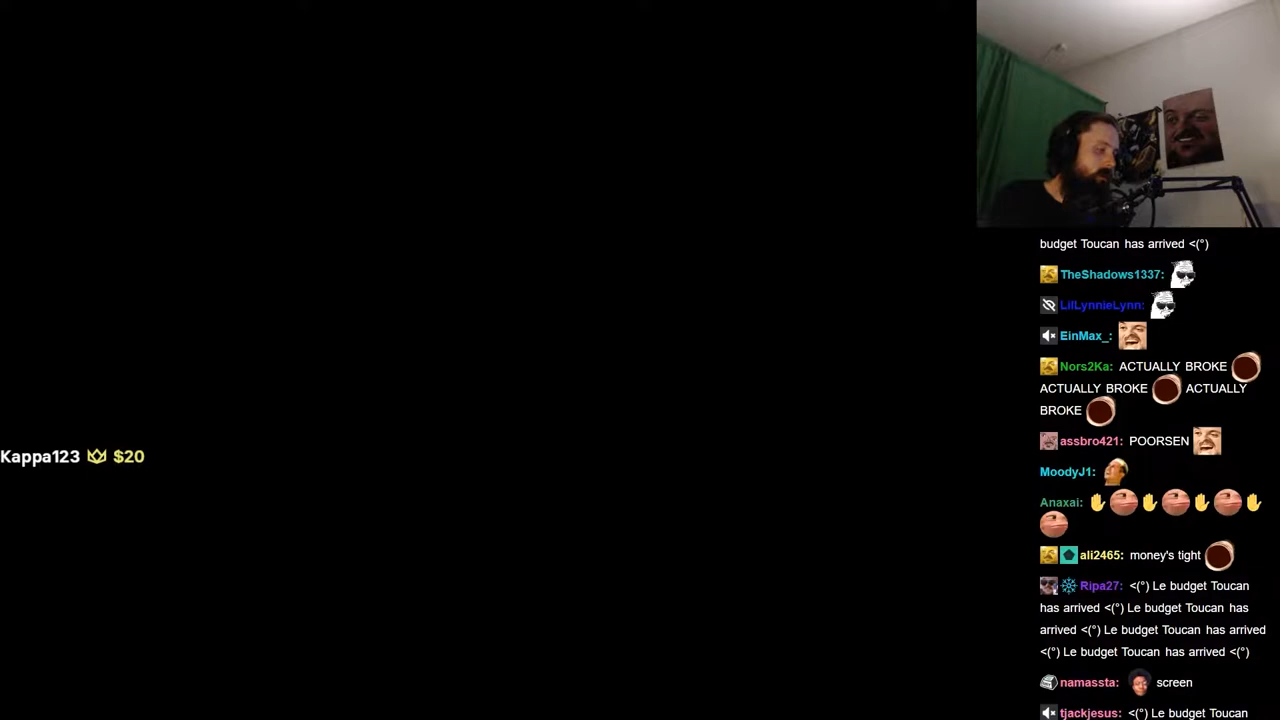 budget Toucan has arrived <(°)
TheShadows1337:
LilLynnieLynn:
EinMax_:
Nors2Ka: ACTUALLY BROKE
ACTUALLY BROKE ACTUALLY
BROKE
assbro421: POORSEN
Kappa123 $20
MoodyJ1:
Anaxai: ✋ ✋ ✋ ✋
ali2465: money's tight
Ripa27: <(°) Le budget Toucan
has arrived <(°) Le budget Toucan has
arrived <(°) Le budget Toucan has arrived
<(°) Le budget Toucan has arrived <(°)
namassta: screen
tjackjesus: <(°) Le budget Toucan